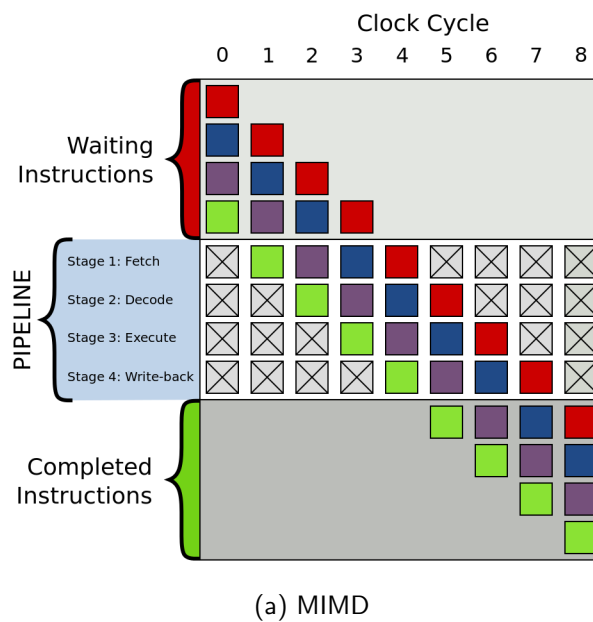 Clock Cycle
0 1 2 3 4 5 6 7 8
Waiting
Instructions
PIPELINE
Stage 1: Fetch
Stage 2: Decode
Stage 3: Execute
Stage 4: Write-back
Completed
Instructions
(a) MIMD